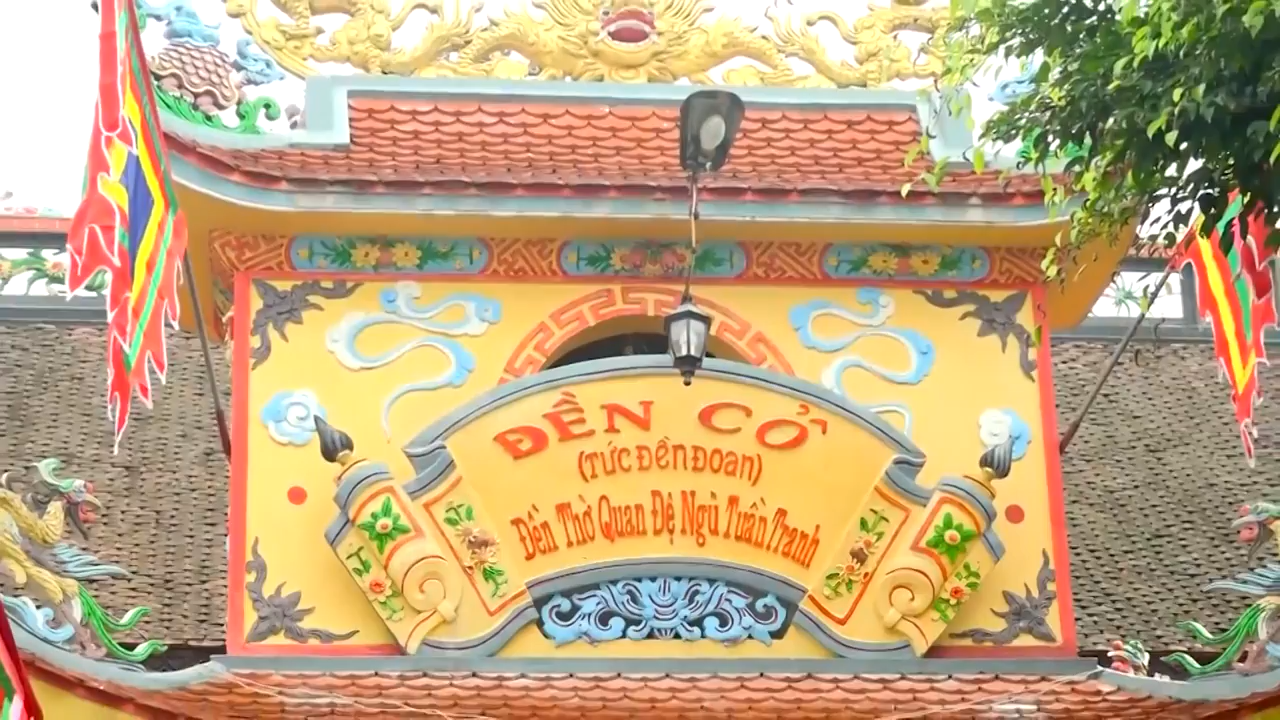 ĐỀN CỞ
(TỨC ĐỀN ĐOAN)
Đền Thờ Quan Đệ Ngũ Tuần Tranh